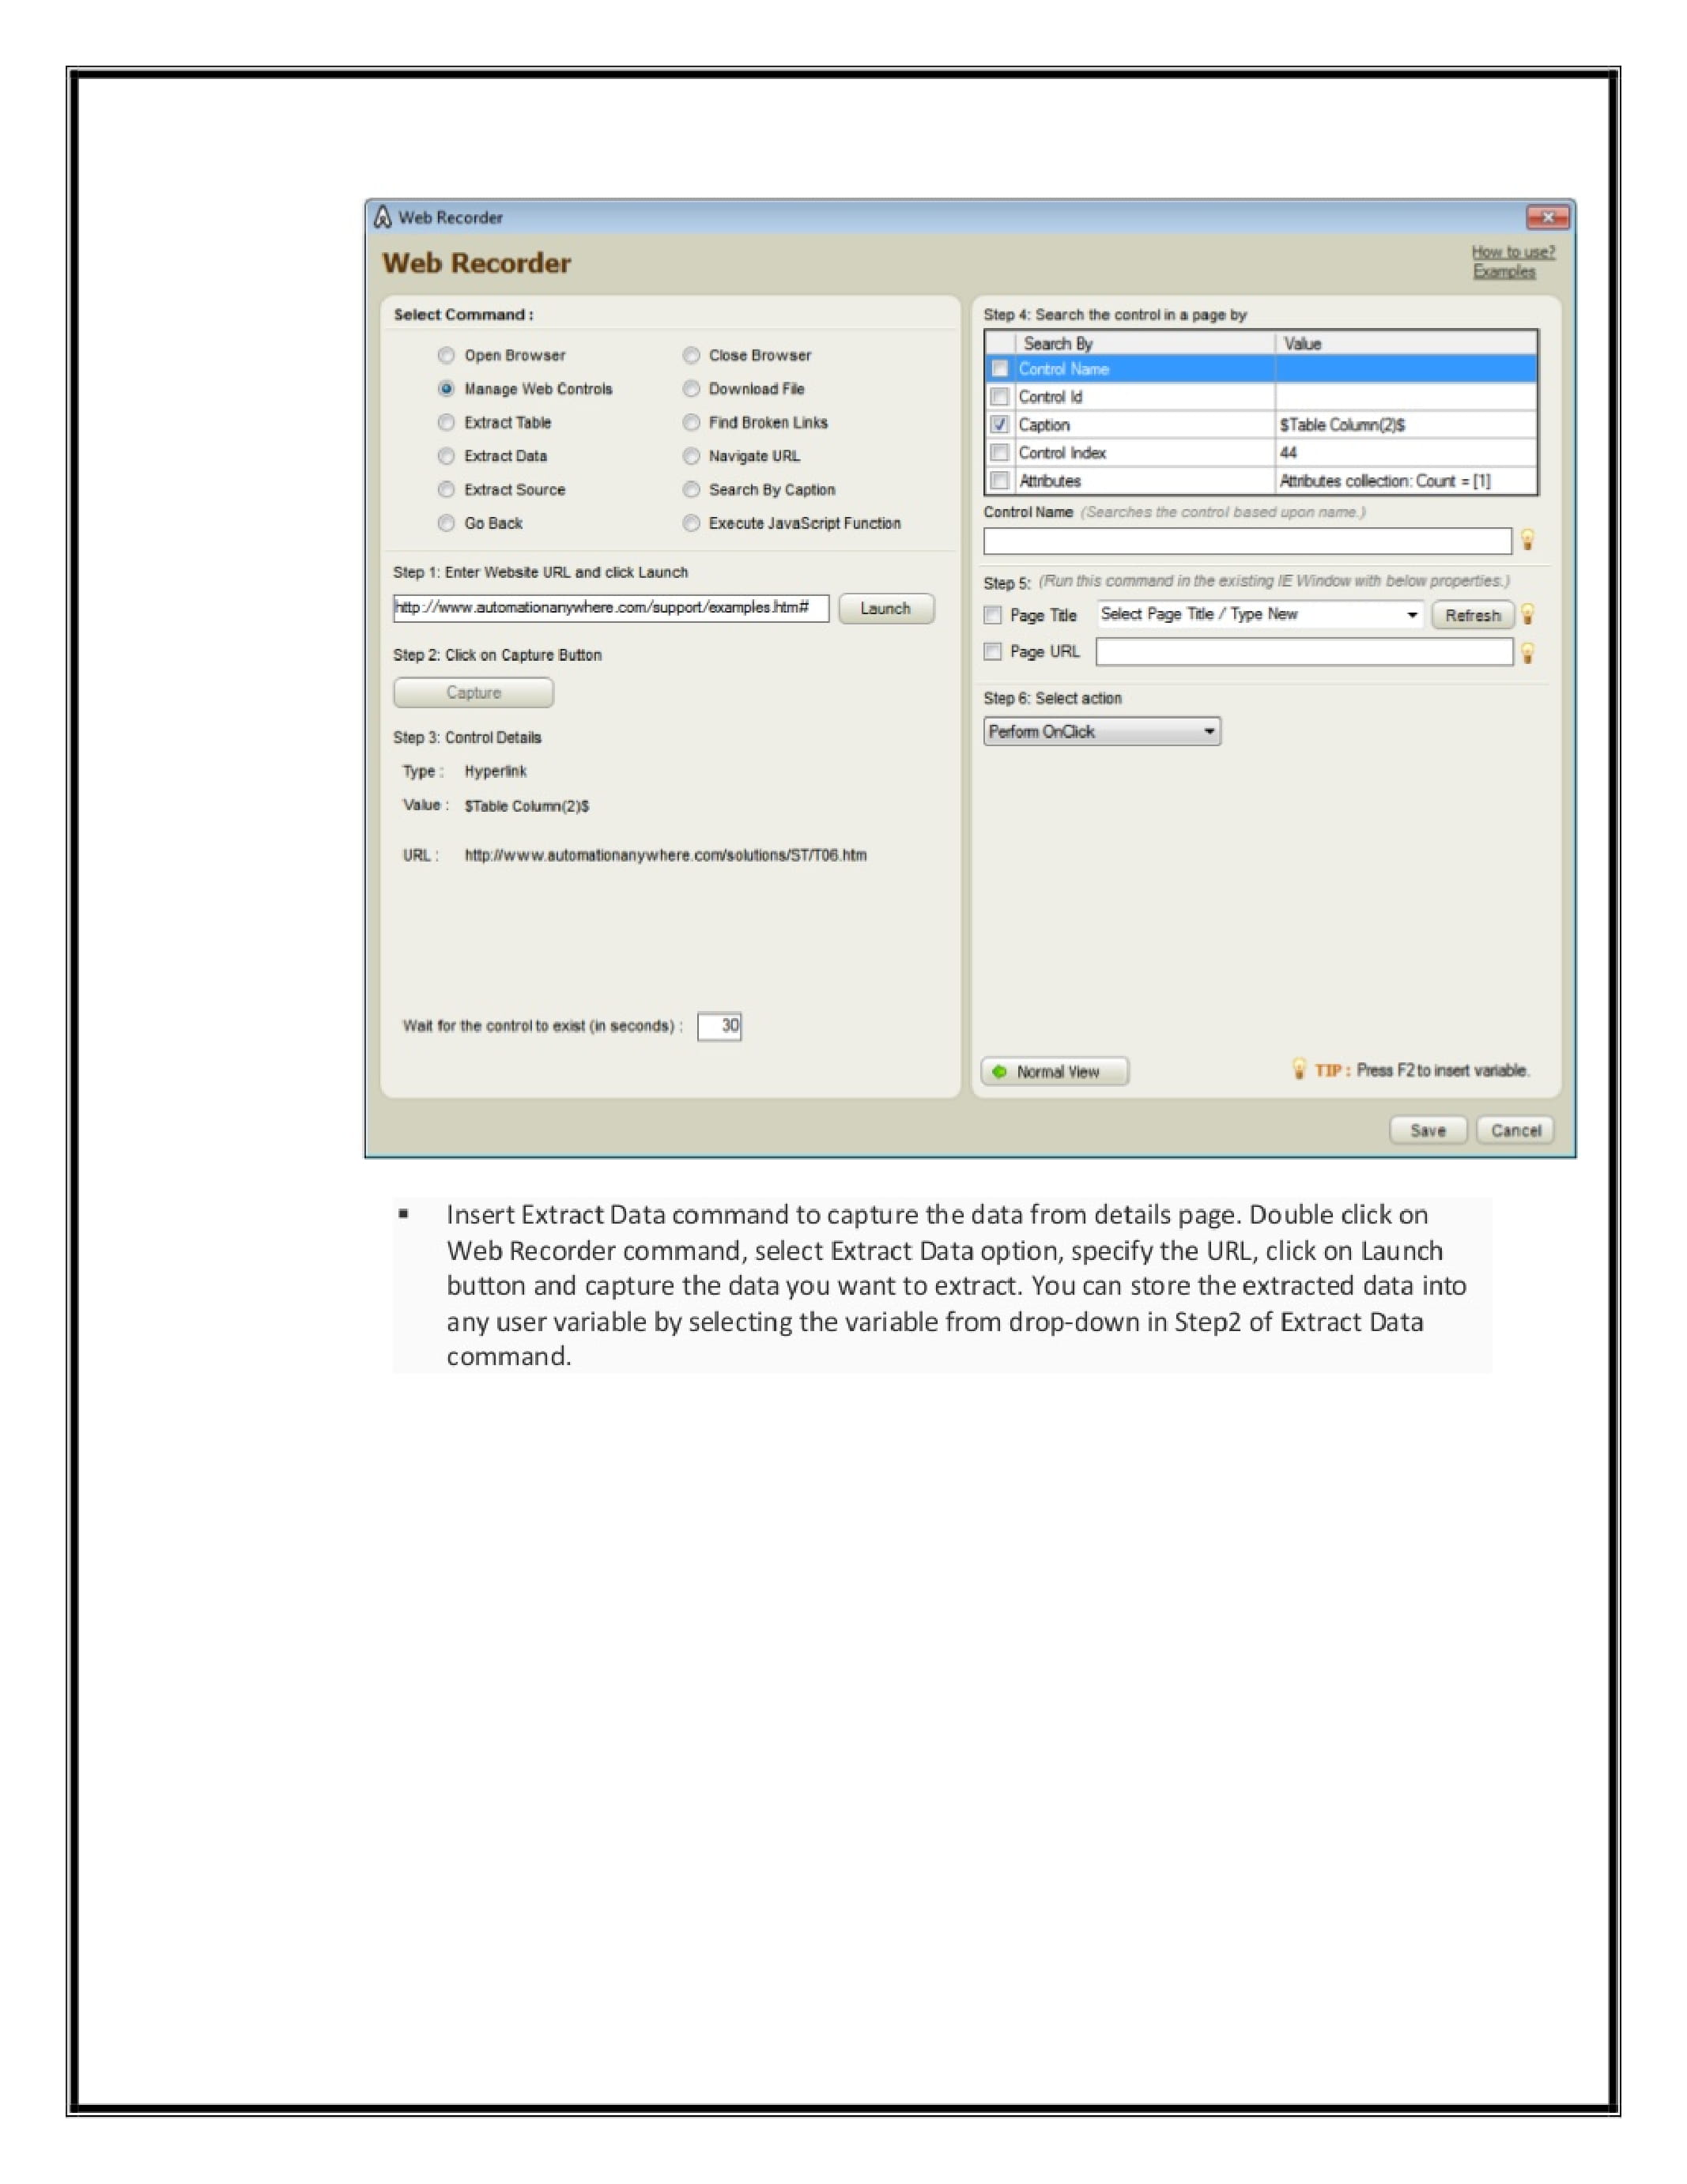 Web Recorder
Web Recorder
How to use?
Examples
Select Command :
Open Browser
Close Browser
Manage Web Controls
Download File
Extract Table
Find Broken Links
Extract Data
Navigate URL
Extract Source
Search By Caption
Go Back
Execute JavaScript Function
Step 1: Enter Website URL and click Launch
http://www.automationanywhere.com/support/examples.htm#
Launch
Step 2: Click on Capture Button
Capture
Step 3: Control Details
Type : Hyperlink
Value : $Table Column(2)$
URL : http://www.automationanywhere.com/solutions/ST/T06.htm
Wait for the control to exist (in seconds) : 30
Step 4: Search the control in a page by
Search By Value
Control Name
Control Id
Caption $Table Column(2)$
Control Index 44
Attributes Attributes collection: Count = [1]
Control Name (Searches the control based upon name.)
Step 5: (Run this command in the existing IE Window with below properties.)
Page Title Select Page Title / Type New Refresh
Page URL
Step 6: Select action
Perform OnClick
Normal View
TIP : Press F2 to insert variable.
Save Cancel
▪ Insert Extract Data command to capture the data from details page. Double click on
Web Recorder command, select Extract Data option, specify the URL, click on Launch
button and capture the data you want to extract. You can store the extracted data into
any user variable by selecting the variable from drop-down in Step2 of Extract Data
command.